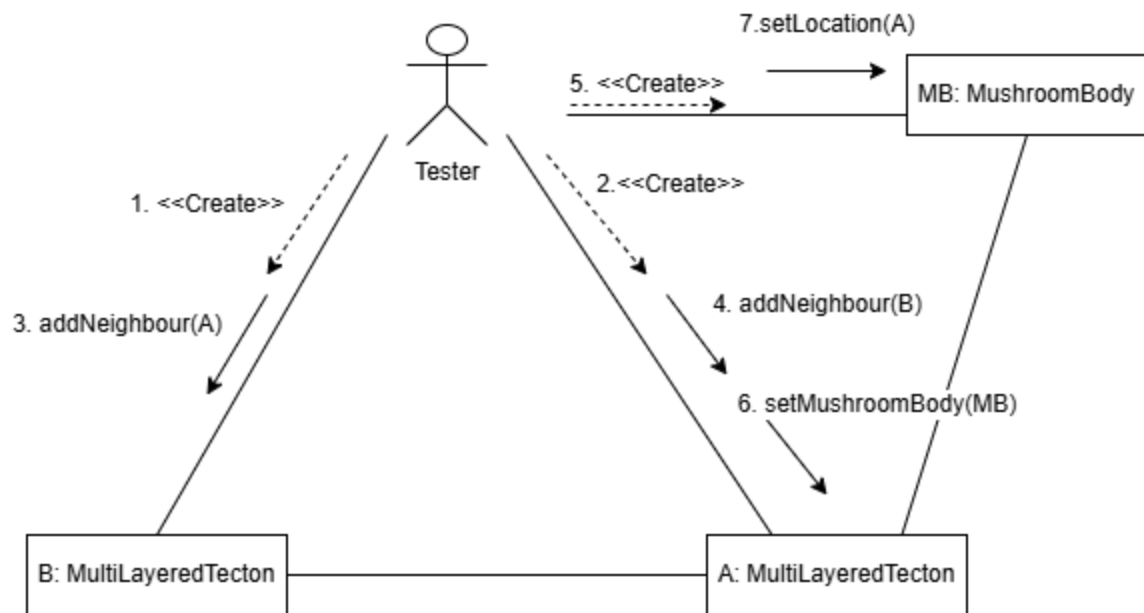 7.setLocation(A)
5. <<Create>>
MB: MushroomBody
Tester
1. <<Create>>
2.<<Create>>
3. addNeighbour(A)
4. addNeighbour(B)
6. setMushroomBody(MB)
B: MultiLayeredTecton
A: MultiLayeredTecton